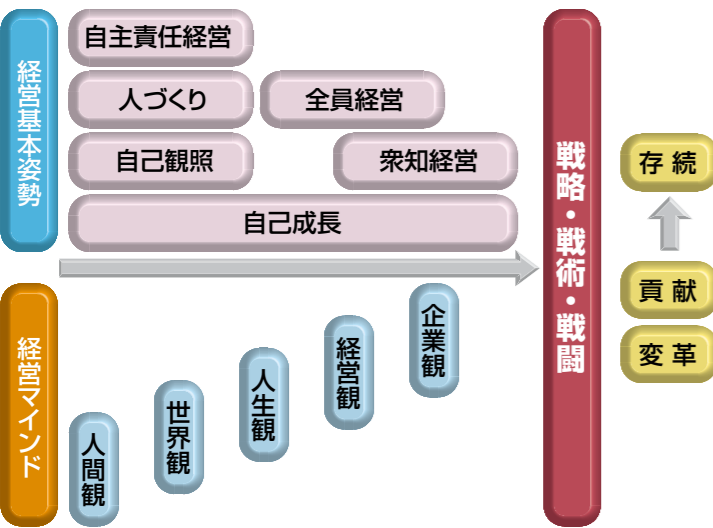 経営基本姿勢
自主責任経営
人づくり
全員経営
自己観照
衆知経営
自己成長
経営マインド
人間観
世界観
人生観
経営観
企業観
戦略・戦術・戦闘
存続
貢献
変革